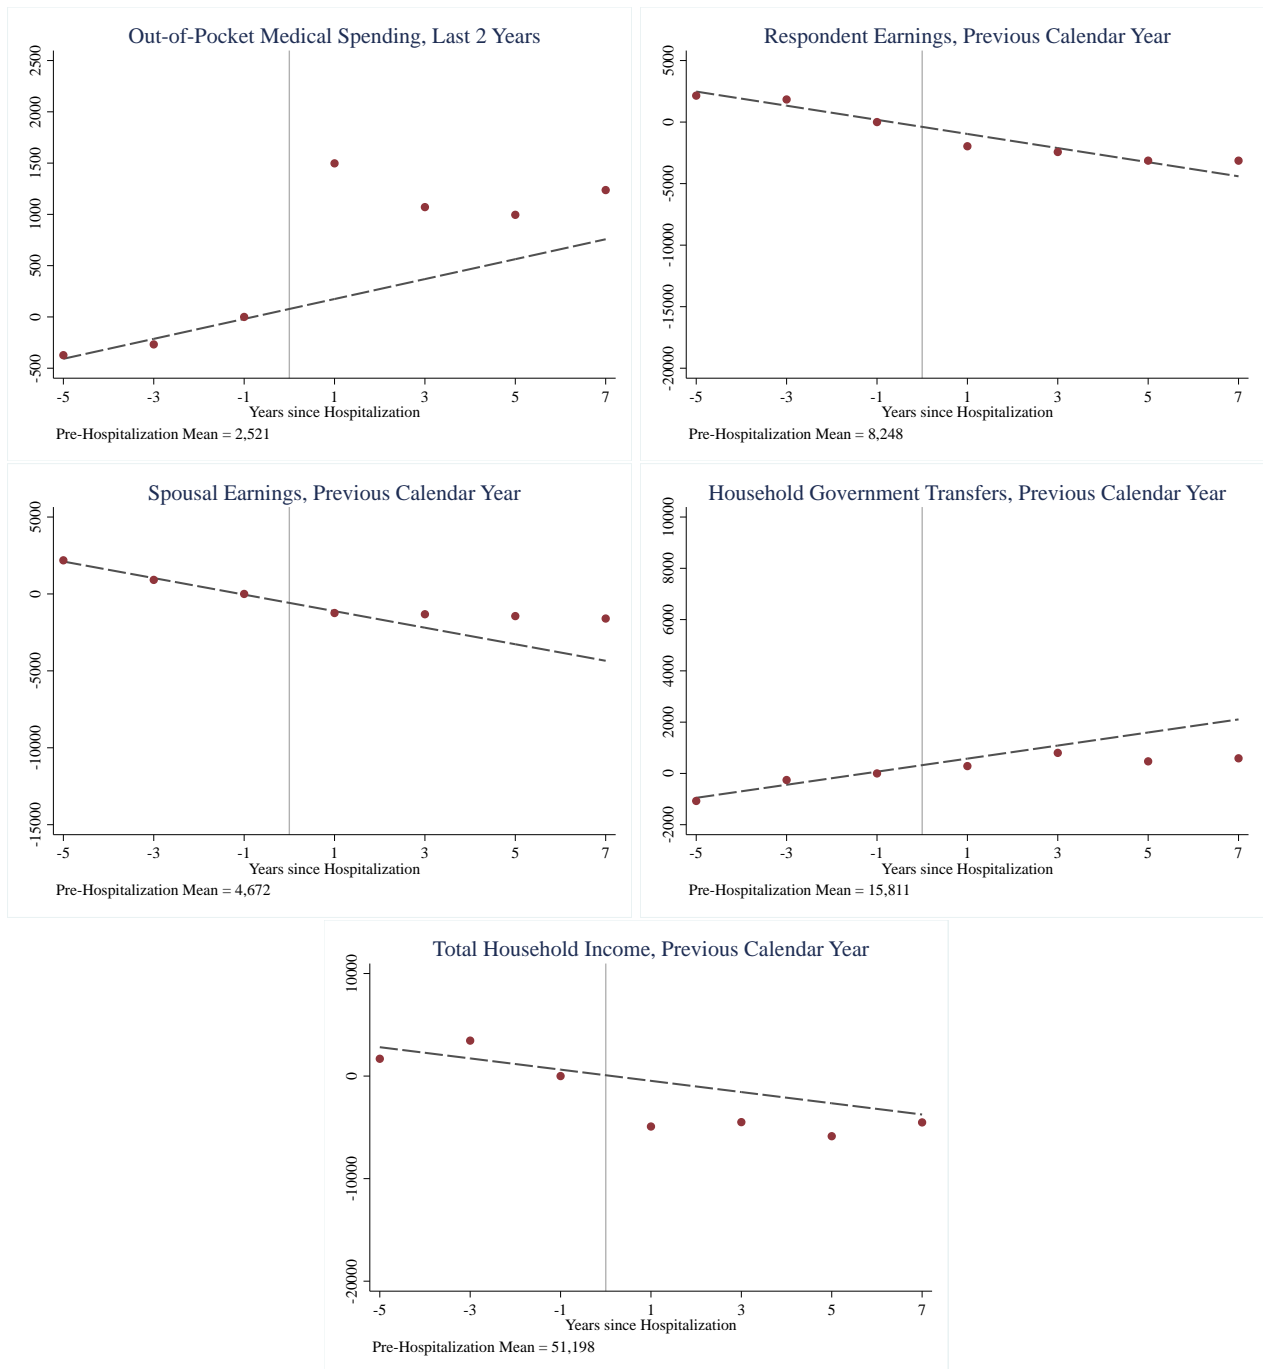 Out-of-Pocket Medical Spending, Last 2 Years
2500
2000
1500
1000
500
0
-500
-5 -3 -1 1 3 5 7
Years since Hospitalization
Pre-Hospitalization Mean = 2,521
Respondent Earnings, Previous Calendar Year
5000
0
-5000
-10000
-15000
-20000
-5 -3 -1 1 3 5 7
Years since Hospitalization
Pre-Hospitalization Mean = 8,248
Spousal Earnings, Previous Calendar Year
5000
0
-5000
-10000
-15000
-5 -3 -1 1 3 5 7
Years since Hospitalization
Pre-Hospitalization Mean = 4,672
Household Government Transfers, Previous Calendar Year
10000
8000
6000
4000
2000
0
-2000
-5 -3 -1 1 3 5 7
Years since Hospitalization
Pre-Hospitalization Mean = 15,811
Total Household Income, Previous Calendar Year
10000
0
-10000
-20000
-5 -3 -1 1 3 5 7
Years since Hospitalization
Pre-Hospitalization Mean = 51,198